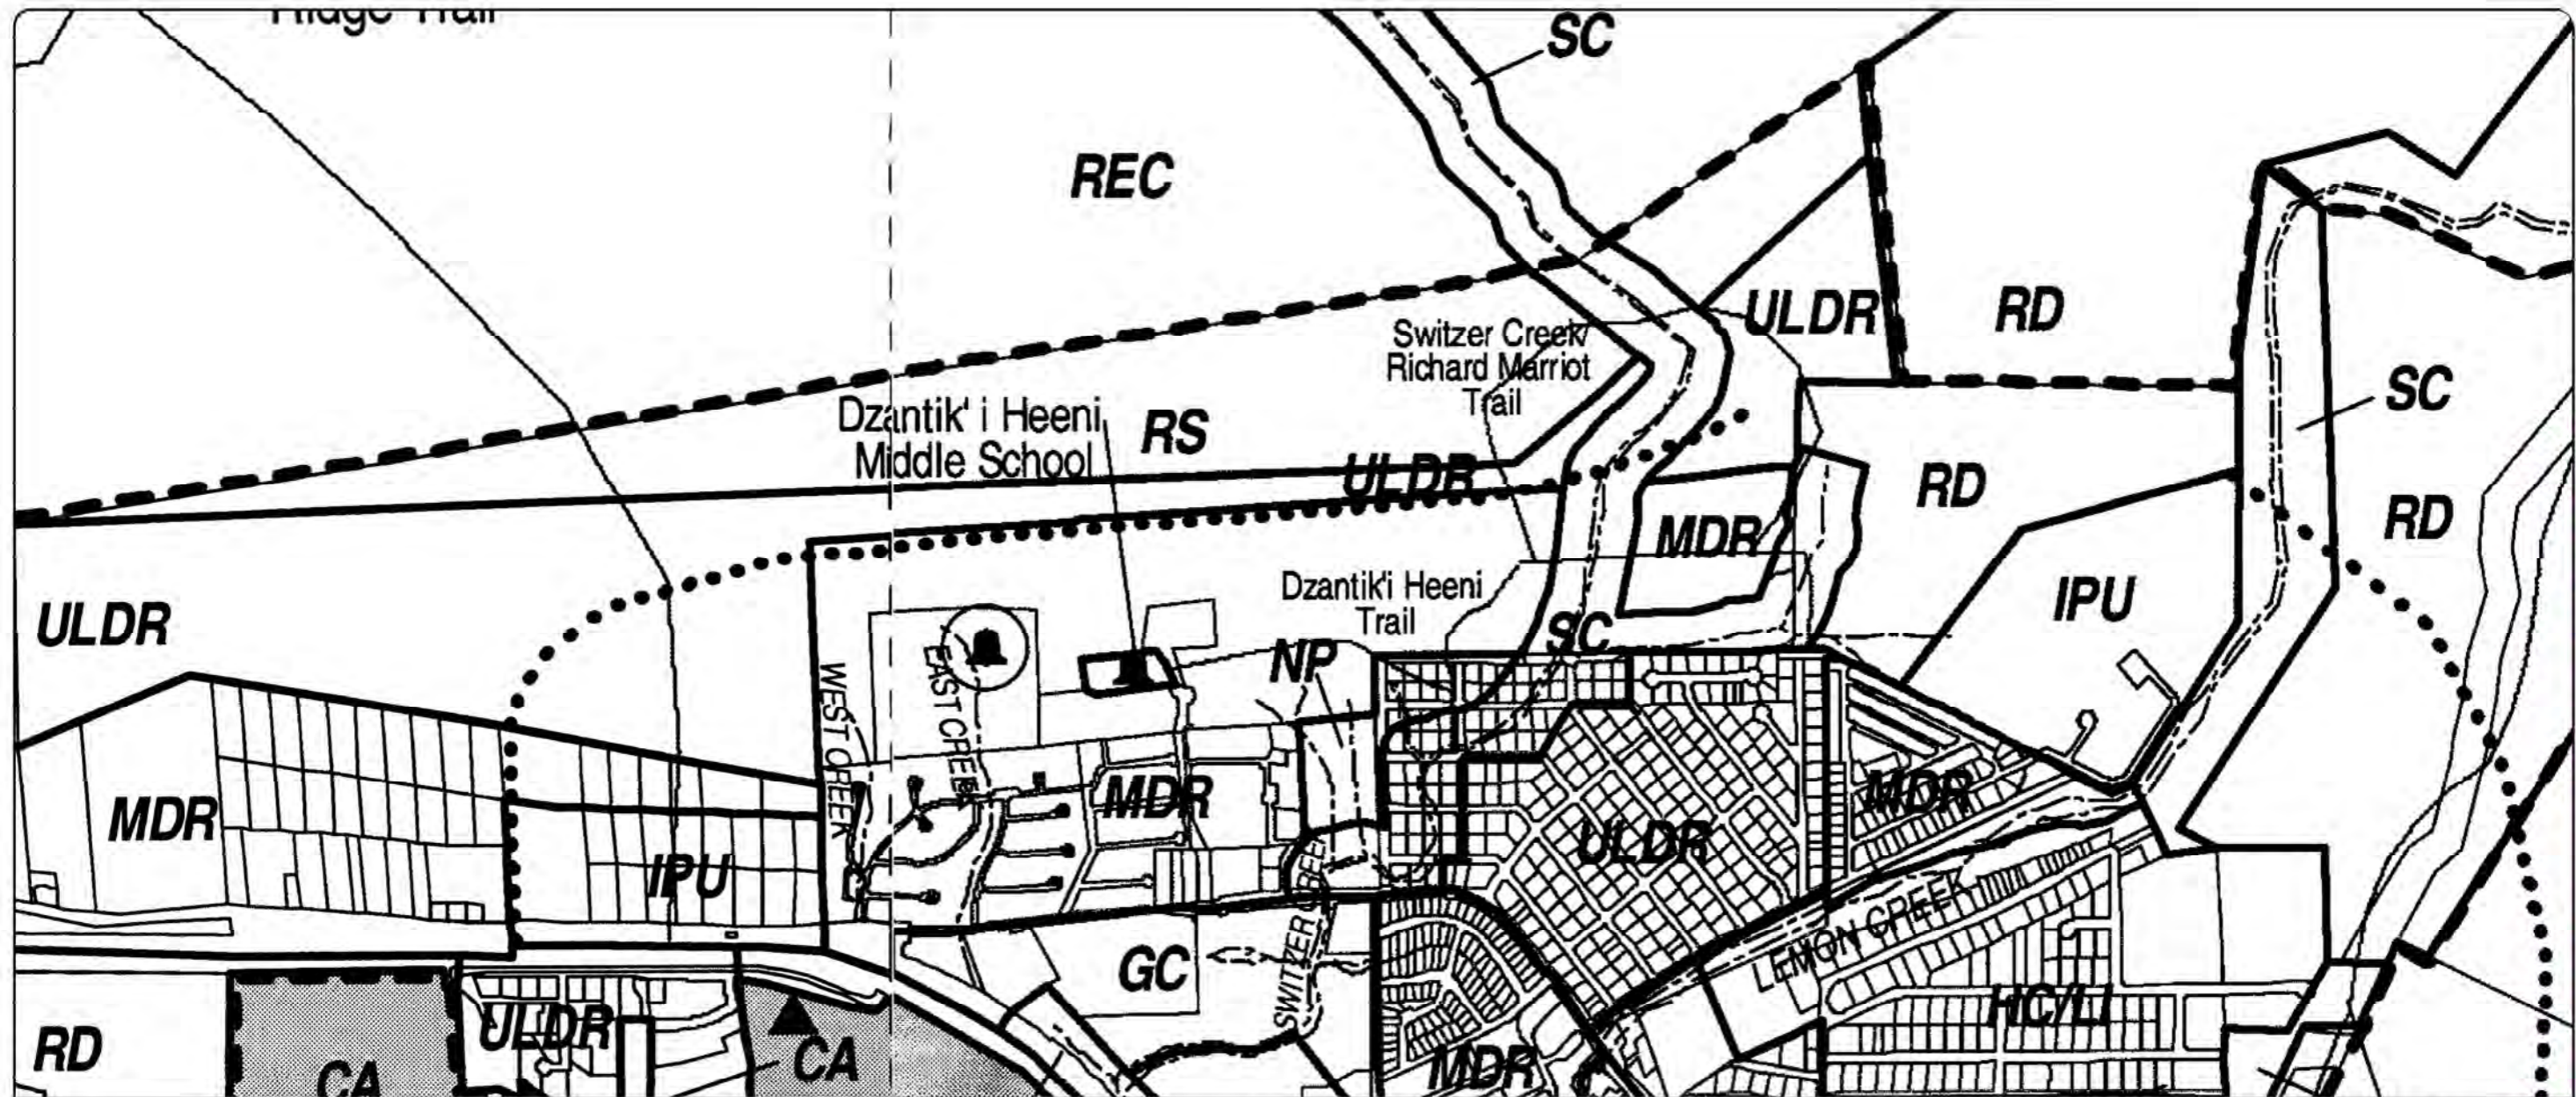 Ridge Trail
SC
REC
ULDR
RD
Switzer Creek/
Richard Marriot
Trail
SC
Dzantik' i Heeni
Middle School
RS
ULDR
RD
RD
MDR
Dzantik'i Heeni
Trail
IPU
ULDR
SC
NP
WEST CREEK
EAST CREEK
MDR
MDR
MDR
ULDR
IPU
SWITZER CREEK
LEMON CREEK
GC
HC/LI
ULDR
RD
CA
CA
MDR